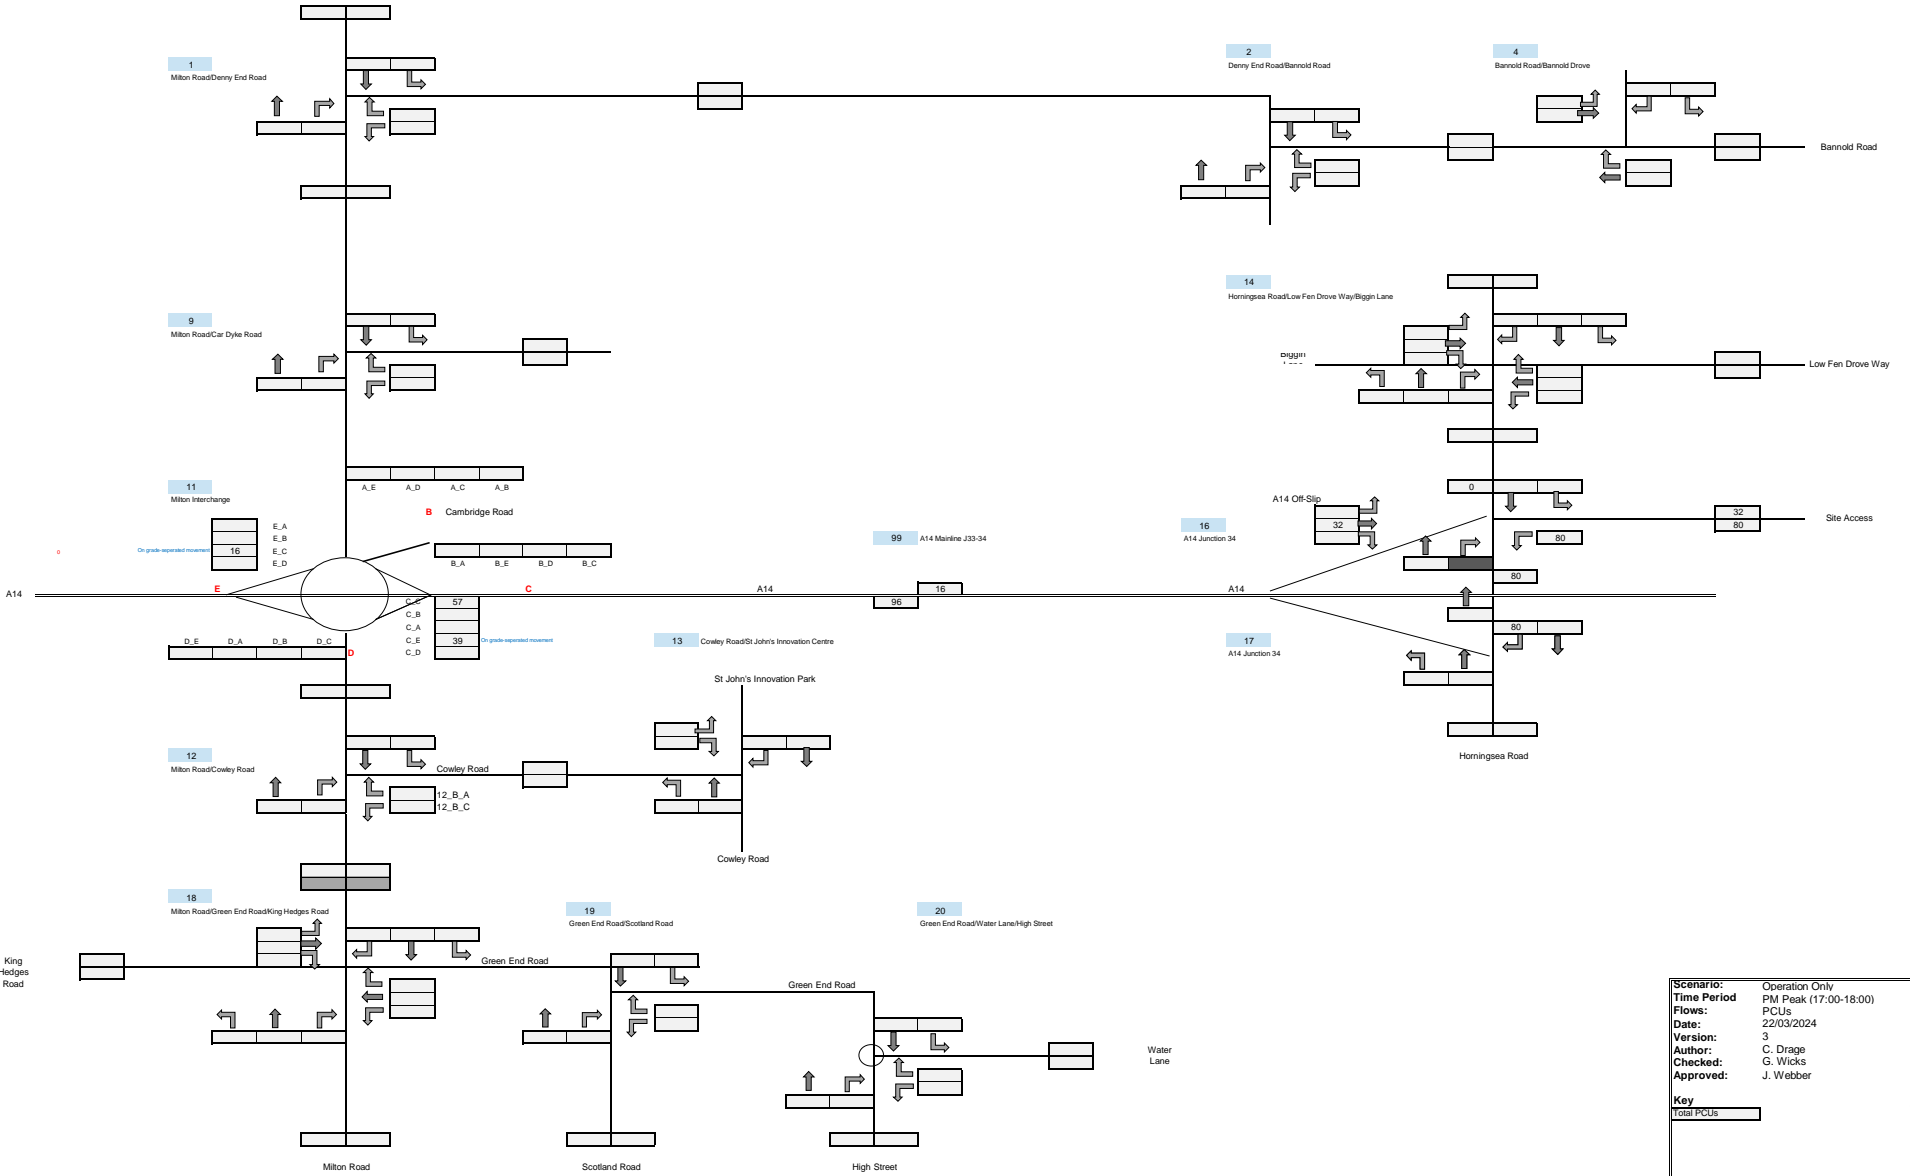 1
Milton Road/Denny End Road
2
Denny End Road/Bannold Road
4
Bannold Road/Bannold Drove
Bannold Road
9
Milton Road/Car Dyke Road
14
Horningsea Road/Low Fen Drove Way/Biggin Lane
Biggin
Low Fen Drove Way
11
Milton Interchange
A_E A_D A_C A_B
B Cambridge Road
E_A
E_B
On grade-seperated movement 16 E_C
E_D
0
B_A B_E B_D B_C
99 A14 Mainline J33-34
16
A14 Junction 34
A14 Off-Slip
32
0
32
80
Site Access
80
80
A14
E
C
A14
16
96
A14
C_C 57
C_B
C_A
C_E 39 On grade-seperated movement
C_D
D_E D_A D_B D_C
D
13 Cowley Road/St John's Innovation Centre
80
17
A14 Junction 34
St John's Innovation Park
12
Milton Road/Cowley Road
Cowley Road
12_B_A
12_B_C
Horningsea Road
Cowley Road
18
Milton Road/Green End Road/King Hedges Road
19
Green End Road/Scotland Road
20
Green End Road/Water Lane/High Street
King
Hedges
Road
Green End Road
Green End Road
Water
Lane
Milton Road
Scotland Road
High Street
Scenario: Operation Only
Time Period PM Peak (17:00-18:00)
Flows: PCUs
Date: 22/03/2024
Version: 3
Author: C. Drage
Checked: G. Wicks
Approved: J. Webber
Key
Total PCUs